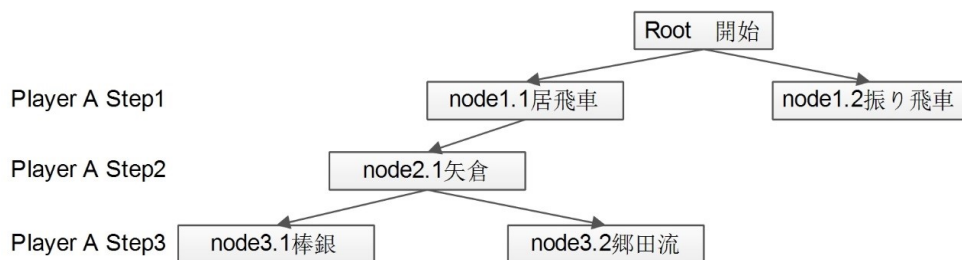 Root 開始
Player A Step1
node1.1居飛車
node1.2振り飛車
Player A Step2
node2.1矢倉
Player A Step3
node3.1棒銀
node3.2郷田流